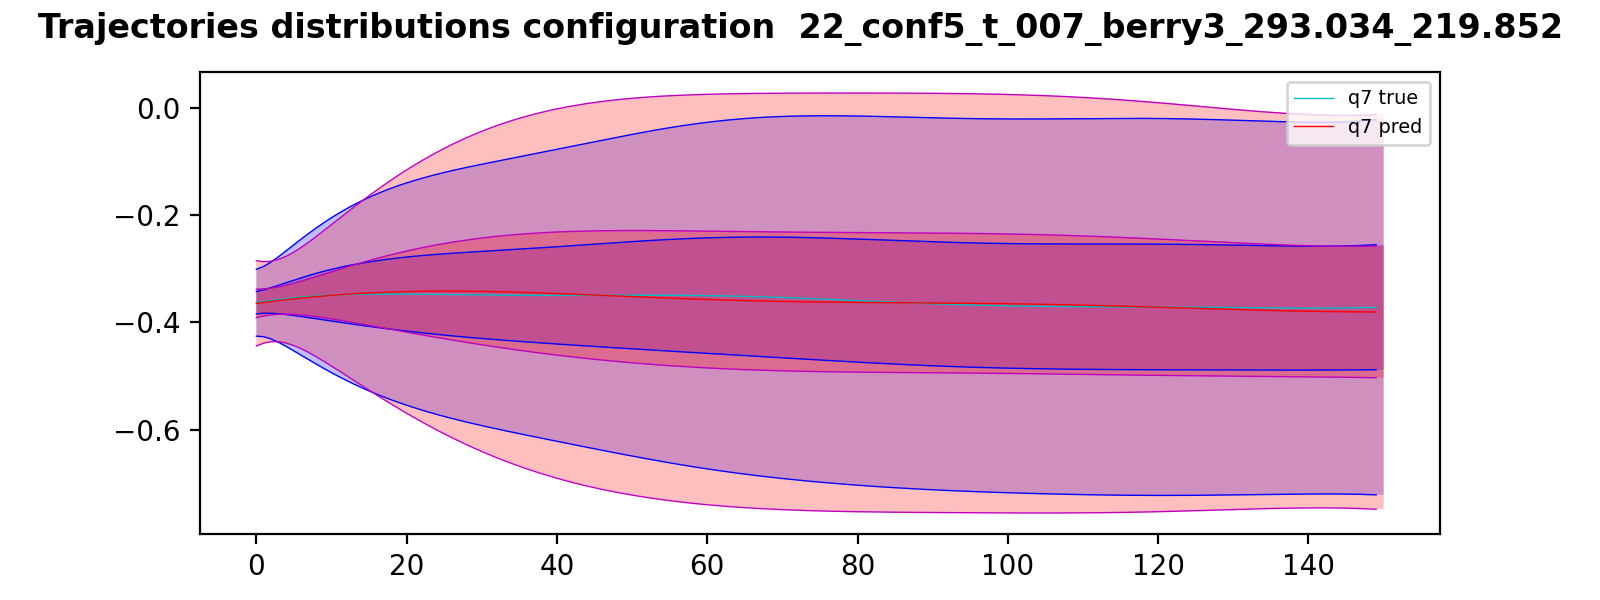 Trajectories distributions configuration  22_conf5_t_007_berry3_293.034_219.852
q7 true
q7 pred
0.0
−0.2
−0.4
−0.6
0 20 40 60 80 100 120 140